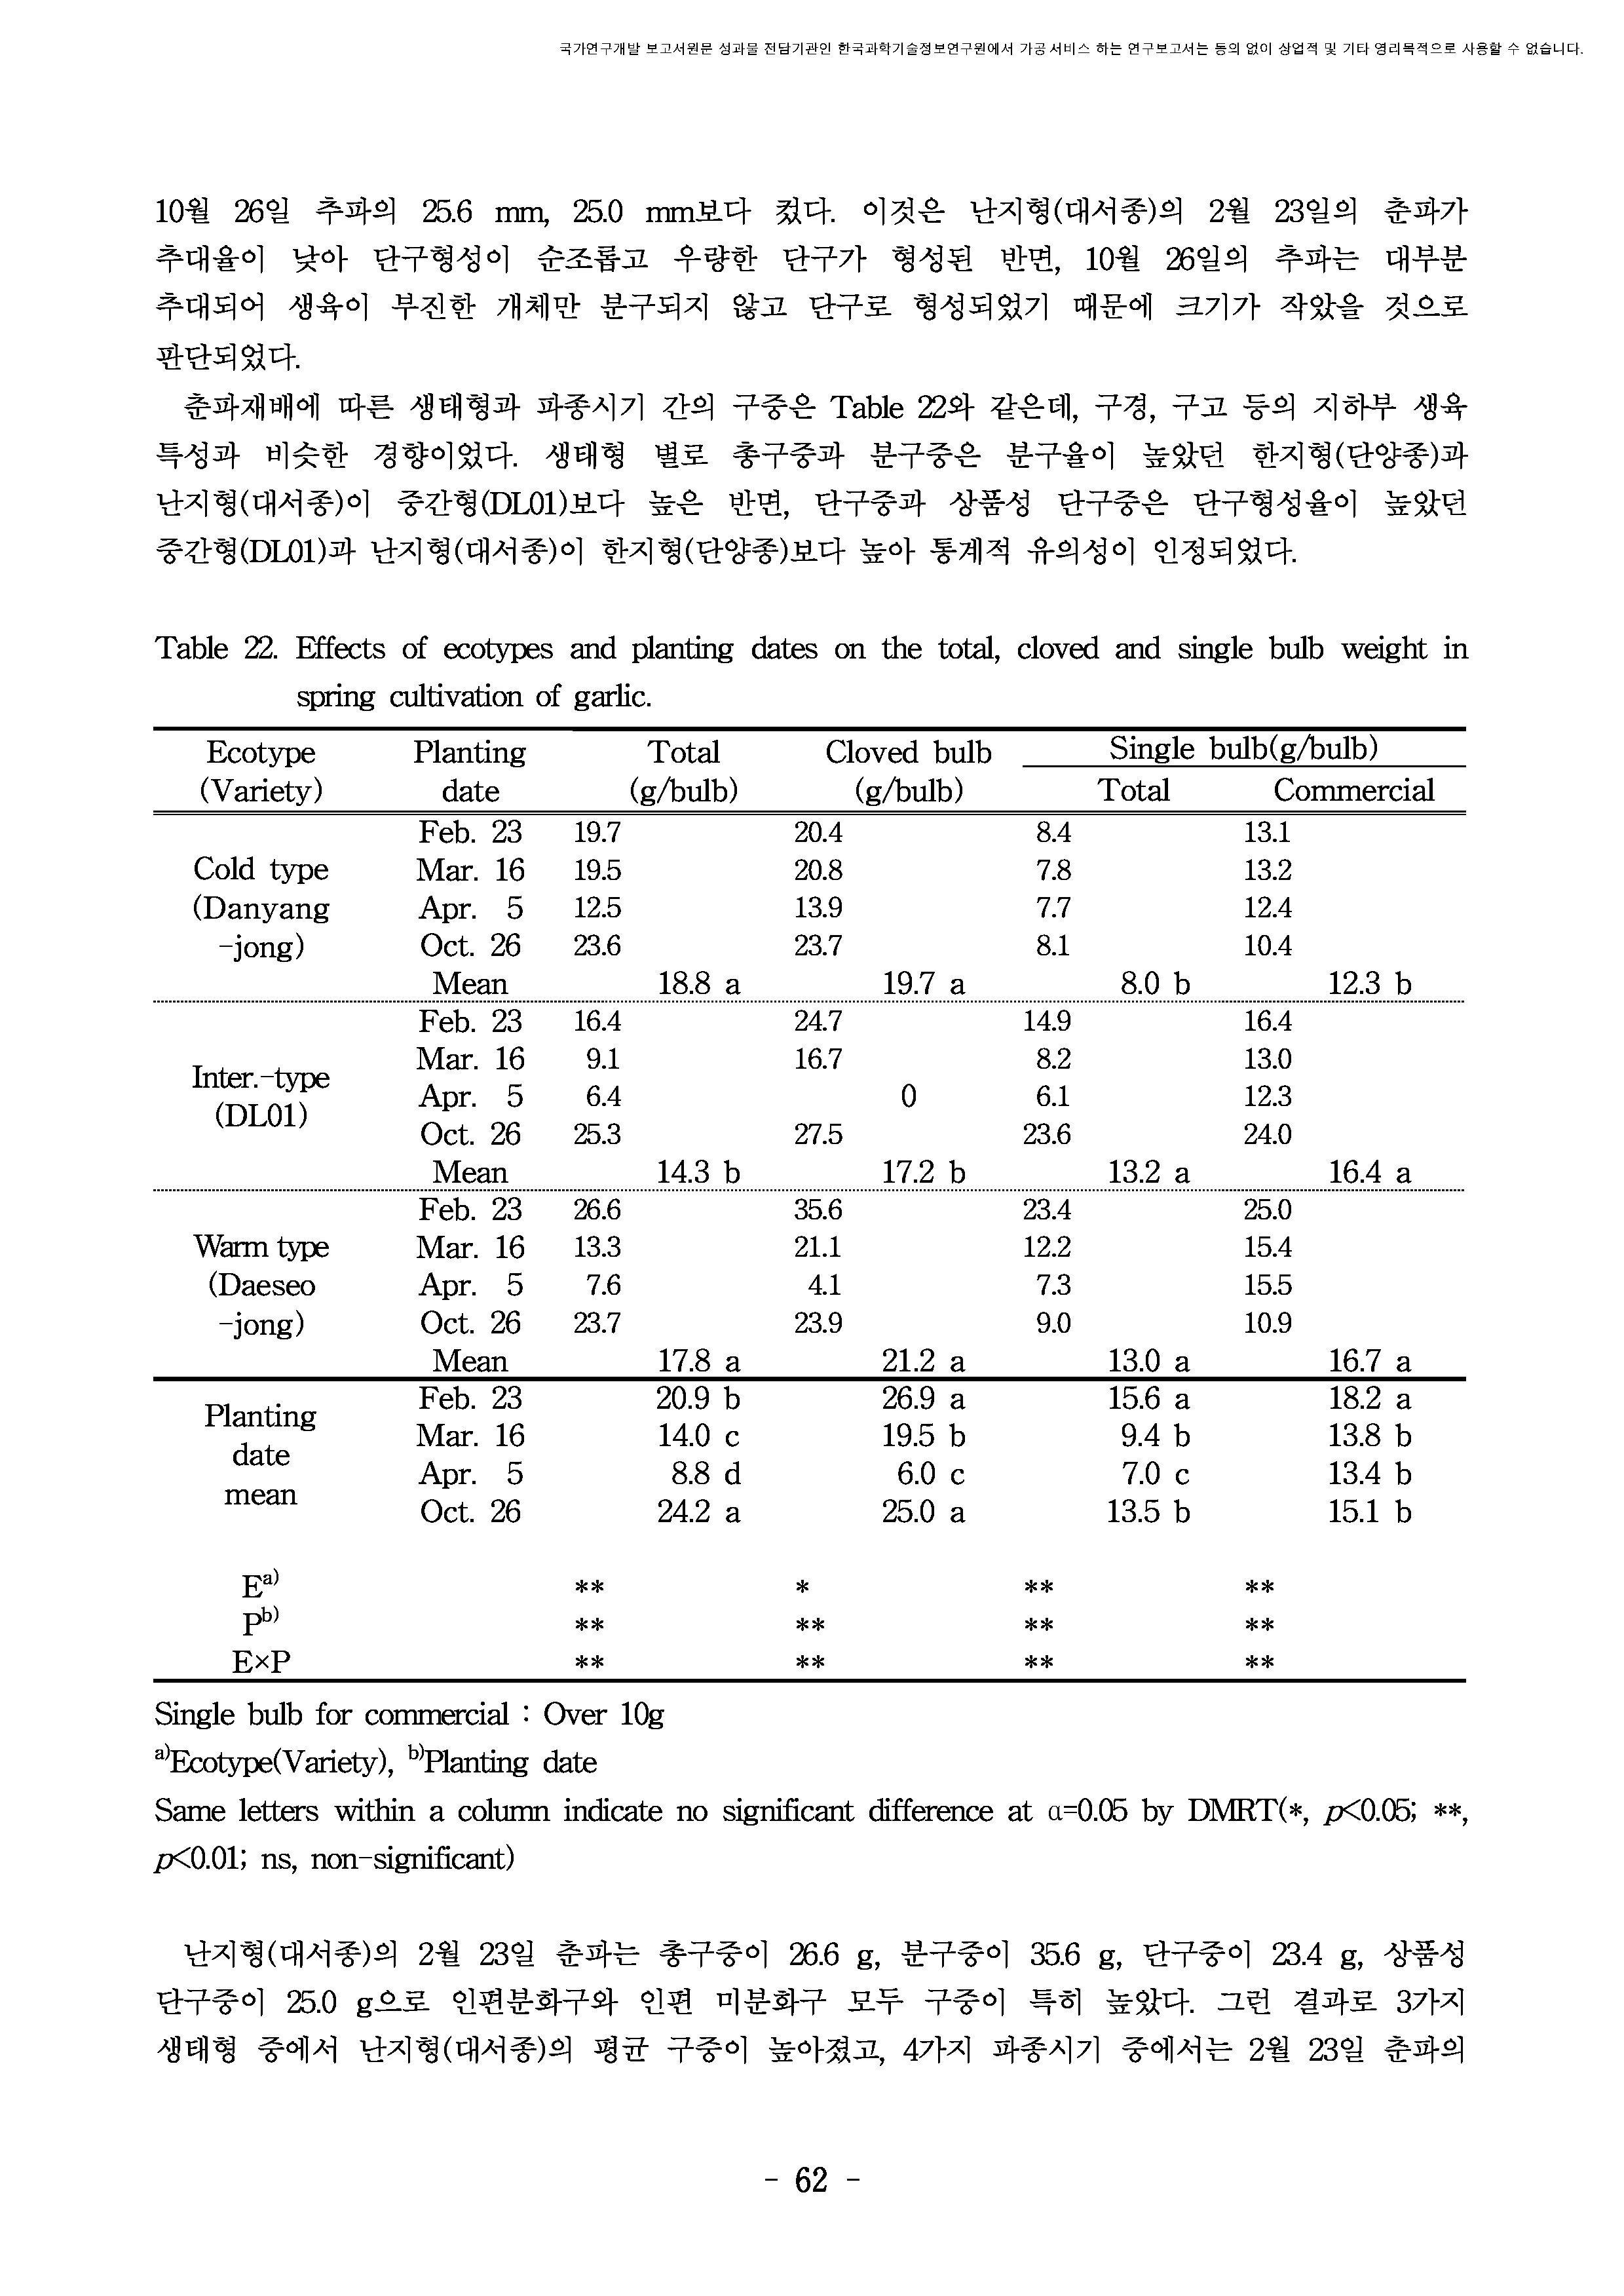 국가연구개발 보고서원문 성과물 전담기관인 한국과학기술정보연구원에서 가공·서비스 하는 연구보고서는 동의 없이 상업적 및 기타 영리목적으로 사용할 수 없습니다.
10월 26일 추파의 25.6 mm, 25.0 mm보다 컸다. 이것은 난지형(대서종)의 2월 23일의 춘파가
추대율이 낮아 단구형성이 순조롭고 우량한 단구가 형성된 반면, 10월 26일의 추파는 대부분
추대되어 생육이 부진한 개체만 분구되지 않고 단구로 형성되었기 때문에 크기가 작았을 것으로
판단되었다.
춘파재배에 따른 생태형과 파종시기 간의 구중은 Table 22와 같은데, 구경, 구고 등의 지하부 생육
특성과 비슷한 경향이었다. 생태형 별로 총구중과 분구중은 분구율이 높았던 한지형(단양종)과
난지형(대서종)이 중간형(DL01)보다 높은 반면, 단구중과 상품성 단구중은 단구형성율이 높았던
중간형(DL01)과 난지형(대서종)이 한지형(단양종)보다 높아 통계적 유의성이 인정되었다.
Table 22. Effects of ecotypes and planting dates on the total, cloved and single bulb weight in
spring cultivation of garlic.
Ecotype Planting Total Cloved bulb Single bulb(g/bulb)
(Variety) date (g/bulb) (g/bulb) Total Commercial
Feb. 23 19.7 20.4 8.4 13.1
Cold type Mar. 16 19.5 20.8 7.8 13.2
(Danyang Apr. 5 12.5 13.9 7.7 12.4
-jong) Oct. 26 23.6 23.7 8.1 10.4
Mean 18.8 a 19.7 a 8.0 b 12.3 b
Feb. 23 16.4 24.7 14.9 16.4
Inter.-type Mar. 16 9.1 16.7 8.2 13.0
(DL01) Apr. 5 6.4 0 6.1 12.3
Oct. 26 25.3 27.5 23.6 24.0
Mean 14.3 b 17.2 b 13.2 a 16.4 a
Feb. 23 26.6 35.6 23.4 25.0
Warm type Mar. 16 13.3 21.1 12.2 15.4
(Daeseo Apr. 5 7.6 4.1 7.3 15.5
-jong) Oct. 26 23.7 23.9 9.0 10.9
Mean 17.8 a 21.2 a 13.0 a 16.7 a
Feb. 23 20.9 b 26.9 a 15.6 a 18.2 a
Planting Mar. 16 14.0 c 19.5 b 9.4 b 13.8 b
date Apr. 5 8.8 d 6.0 c 7.0 c 13.4 b
mean Oct. 26 24.2 a 25.0 a 13.5 b 15.1 b
Eᵃ⁾ ** * ** **
Pᵇ⁾ ** ** ** **
E×P ** ** ** **
Single bulb for commercial : Over 10g
ᵃ⁾Ecotype(Variety), ᵇ⁾Planting date
Same letters within a column indicate no significant difference at α=0.05 by DMRT(*, p<0.05; **,
p<0.01; ns, non-significant)
난지형(대서종)의 2월 23일 춘파는 총구중이 26.6 g, 분구중이 35.6 g, 단구중이 23.4 g, 상품성
단구중이 25.0 g으로 인편분화구와 인편 미분화구 모두 구중이 특히 높았다. 그런 결과로 3가지
생태형 중에서 난지형(대서종)의 평균 구중이 높아졌고, 4가지 파종시기 중에서는 2월 23일 춘파의
- 62 -